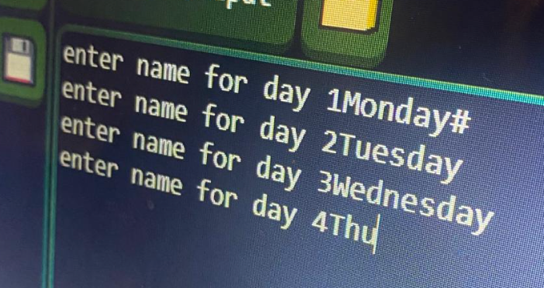 enter name for day 1Monday#
enter name for day 2Tuesday
enter name for day 3Wednesday
enter name for day 4Thu